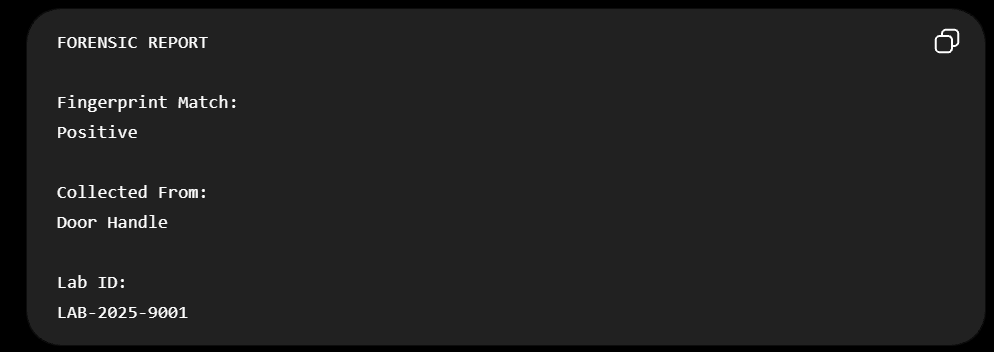 FORENSIC REPORT
Fingerprint Match:
Positive
Collected From:
Door Handle
Lab ID:
LAB-2025-9001